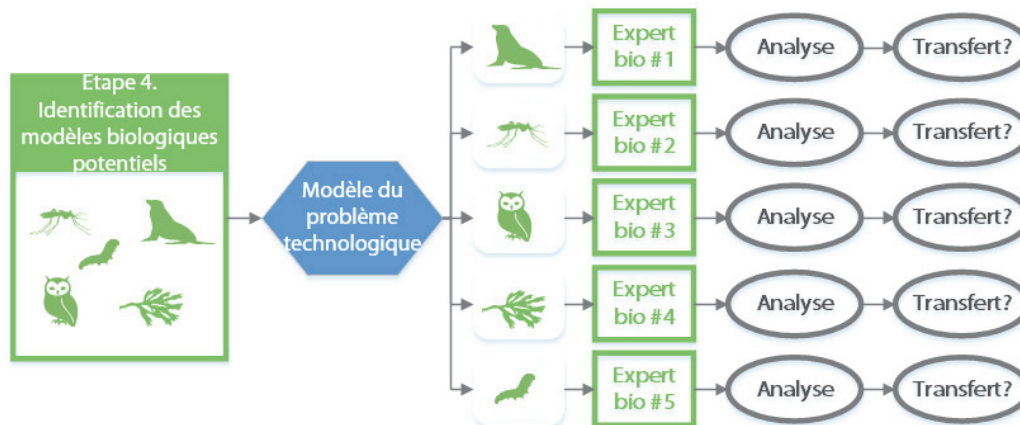 Etape 4.
Identification des
modèles biologiques
potentiels
Modèle du
problème
technologique
Expert
bio #1
Analyse
Transfert?
Expert
bio #2
Analyse
Transfert?
Expert
bio #3
Analyse
Transfert?
Expert
bio #4
Analyse
Transfert?
Expert
bio #5
Analyse
Transfert?